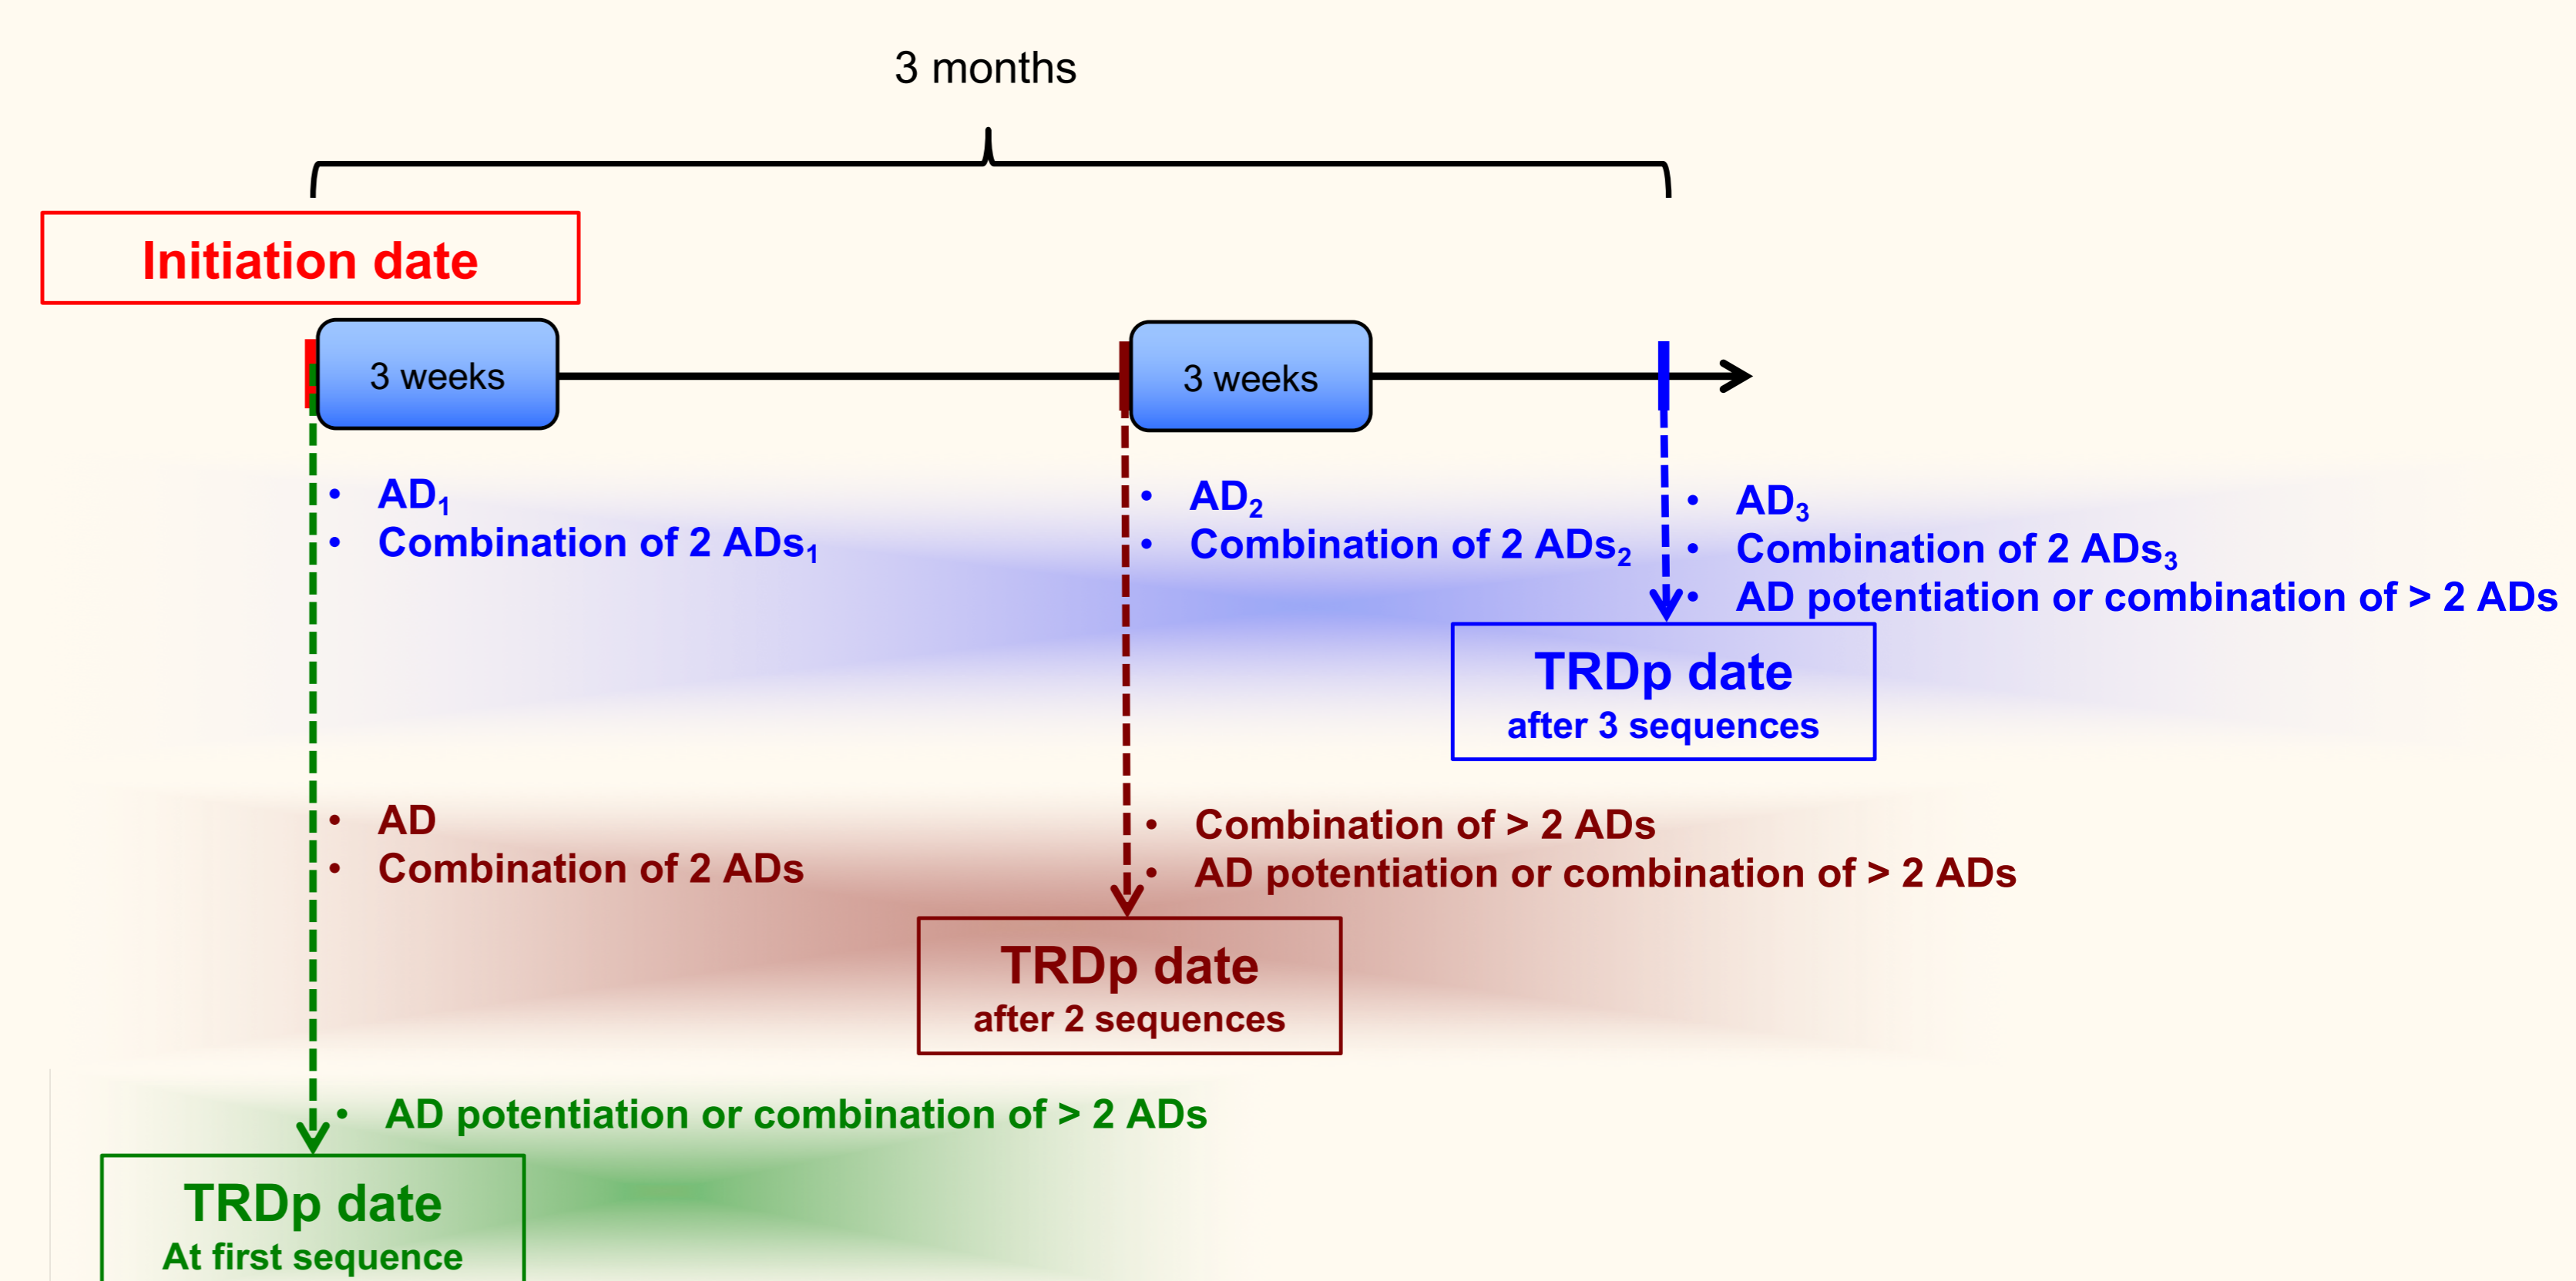 3 months
Initiation date
3 weeks
3 weeks
• AD₁
• Combination of 2 ADs₁
• AD₂
• Combination of 2 ADs₂
• AD₃
• Combination of 2 ADs₃
• AD potentiation or combination of > 2 ADs
TRDp date
after 3 sequences
• AD
• Combination of 2 ADs
• Combination of > 2 ADs
• AD potentiation or combination of > 2 ADs
TRDp date
after 2 sequences
• AD potentiation or combination of > 2 ADs
TRDp date
At first sequence